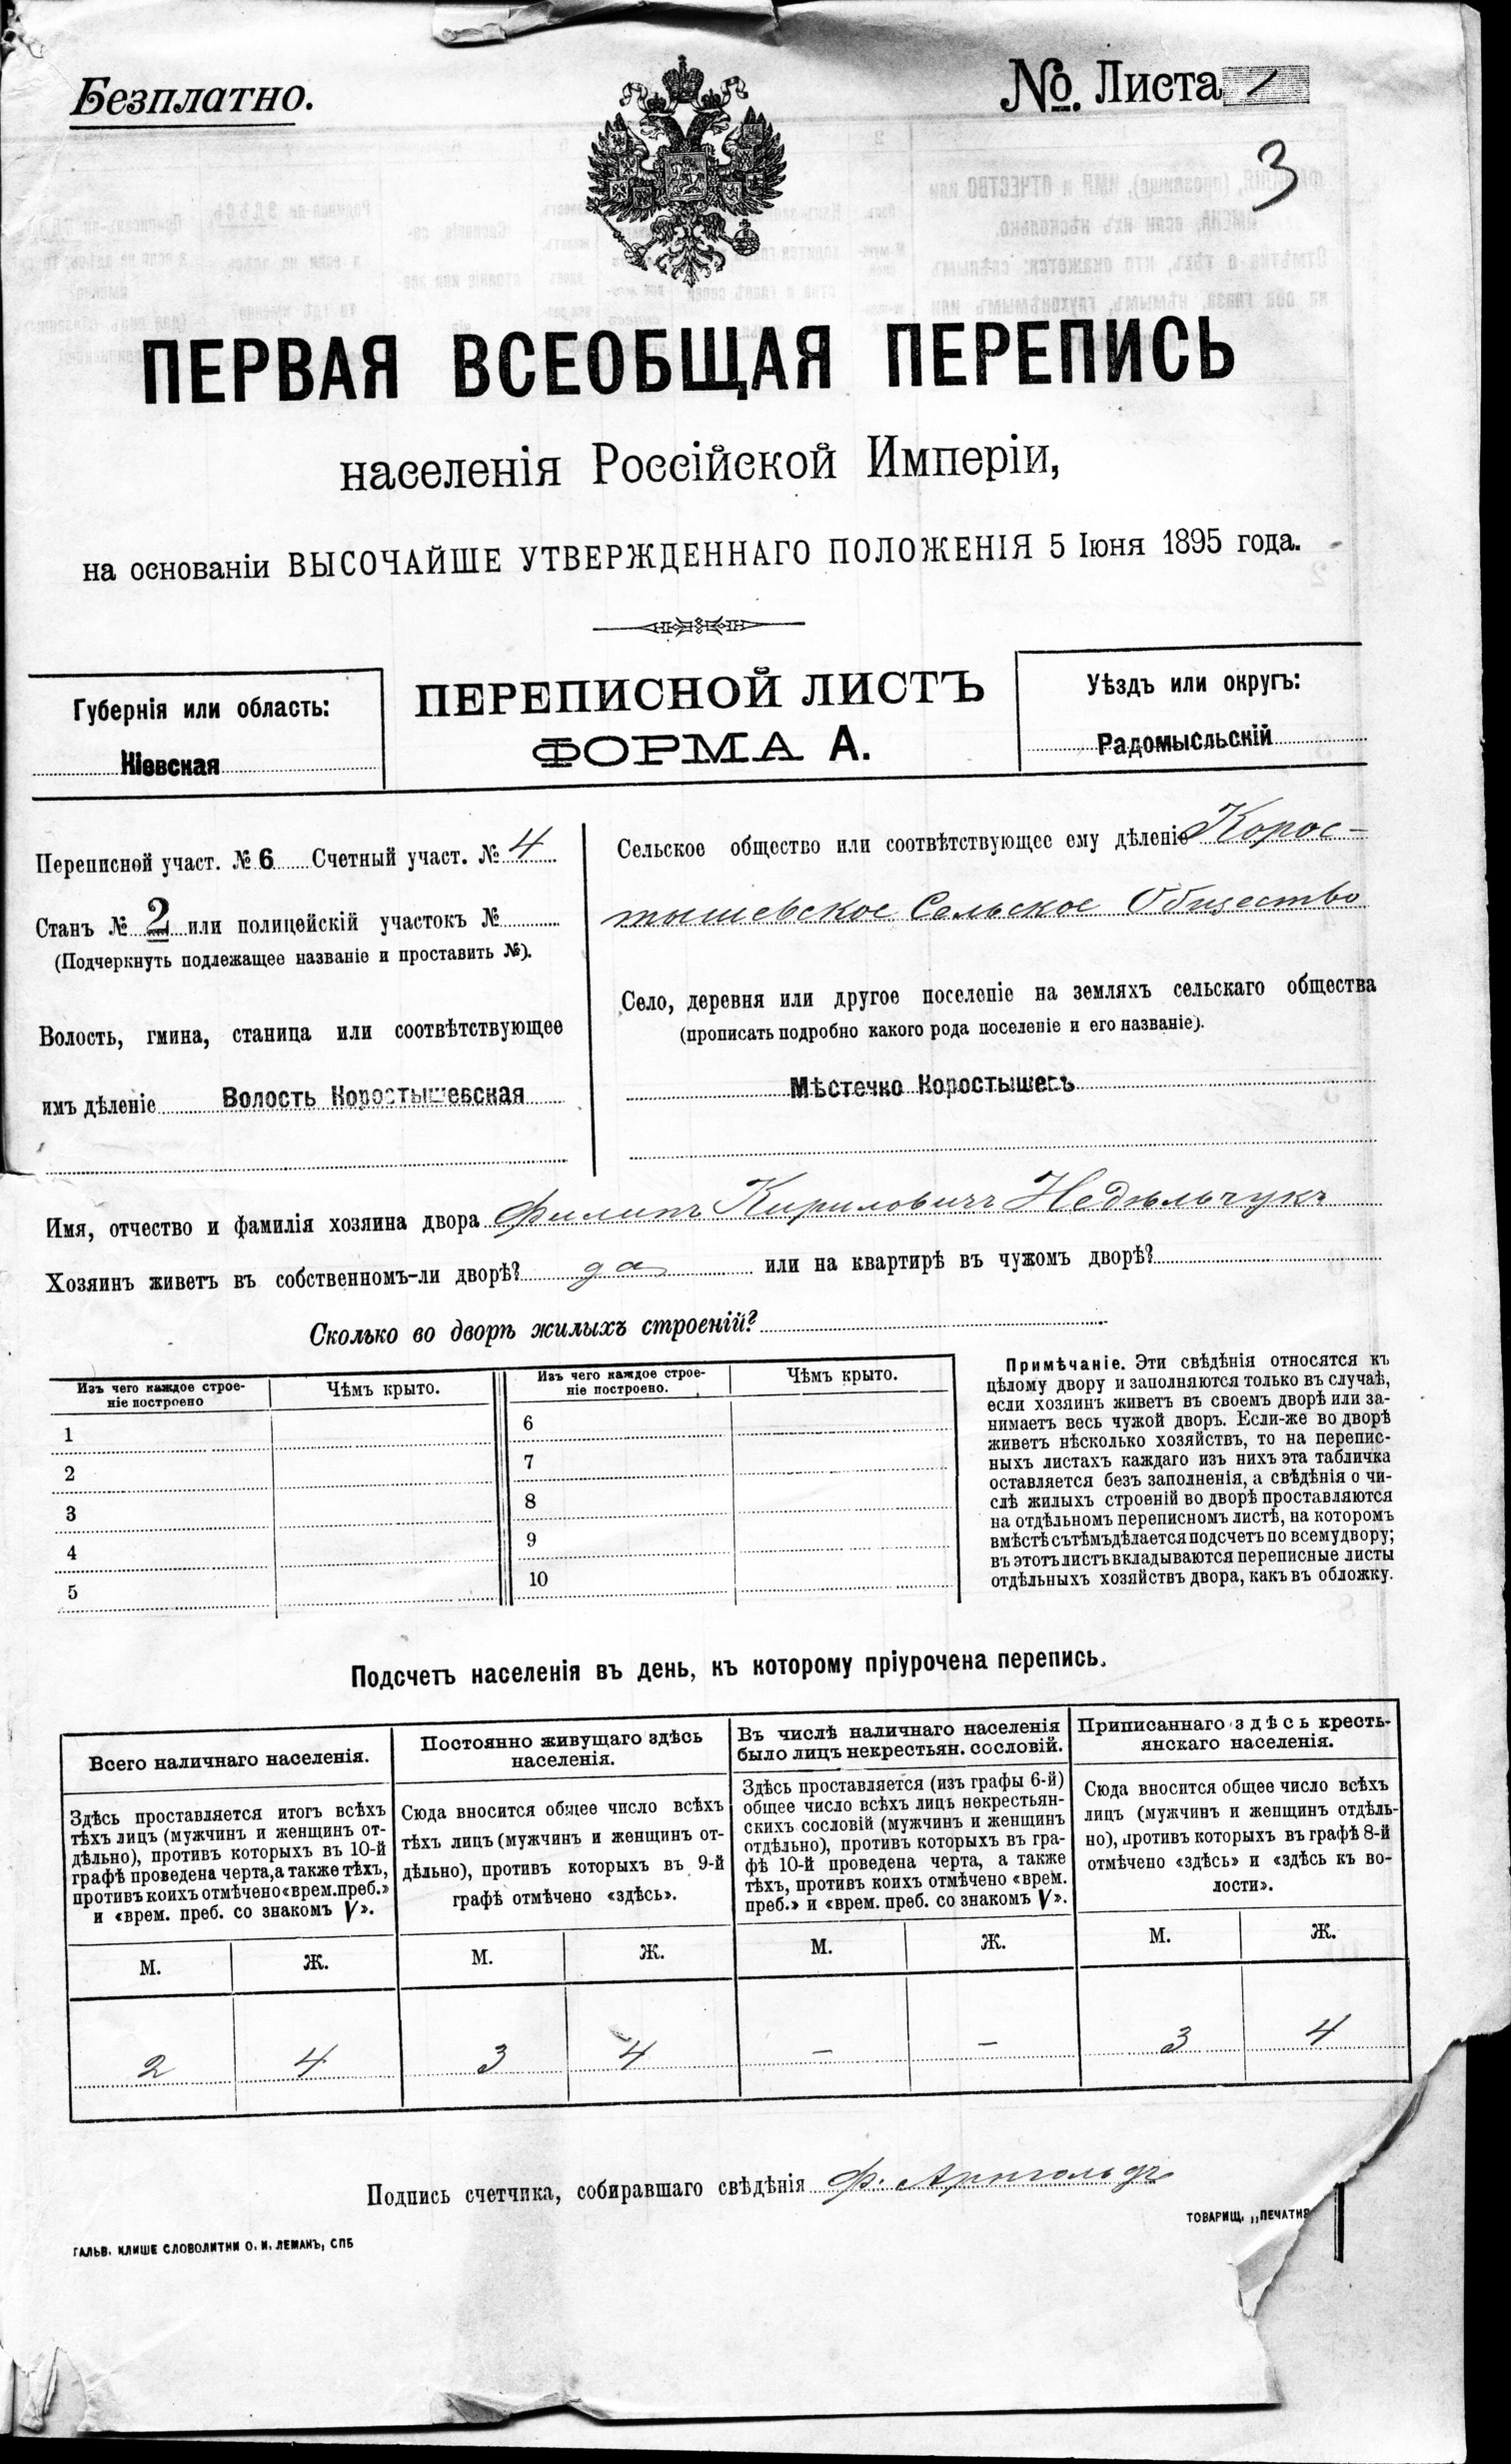 Безплатно.
№. Листа 1
3
ПЕРВАЯ ВСЕОБЩАЯ ПЕРЕПИСЬ
населенія Россійской Имперіи,
на основаніи ВЫСОЧАЙШЕ УТВЕРЖДЕННАГО ПОЛОЖЕНІЯ 5 Іюня 1895 года.
Губернія или область:
Кіевская
ПЕРЕПИСНОЙ ЛИСТЪ
ФОРМА А.
Уѣздъ или округъ:
Радомысльскій
Переписной участ. № 6 Счетный участ. № 4
Станъ № 2 или полицейскій участокъ №
(Подчеркнуть подлежащее названіе и проставить №).
Волость, гмина, станица или соотвѣтствующее
имъ дѣленіе Волость Коростышевская
Сельское общество или соотвѣтствующее ему дѣленіе Корос-
тышевское Сельское Общество
Село, деревня или другое поселеніе на земляхъ сельскаго общества
(прописать подробно какого рода поселеніе и его названіе).
Мѣстечко Коростышевъ
Имя, отчество и фамилія хозяина двора Филипъ Кириловичъ Недѣльчукъ
Хозяинъ живетъ въ собственномъ-ли дворѣ? да или на квартирѣ въ чужомъ дворѣ?
Сколько во дворѣ жилыхъ строеній?
Изъ чего каждое строе-
ніе построено
Чѣмъ крыто.
1
2
3
4
5
Изъ чего каждое строе-
ніе построено.
Чѣмъ крыто.
6
7
8
9
10
Примѣчаніе. Эти свѣдѣнія относятся къ
цѣлому двору и заполняются только въ случаѣ,
если хозяинъ живетъ въ своемъ дворѣ или за-
нимаетъ весь чужой дворъ. Если-же во дворѣ
живетъ нѣсколько хозяйствъ, то на перепис-
ныхъ листахъ каждаго изъ нихъ эта табличка
оставляется безъ заполненія, а свѣдѣнія о чи-
слѣ жилыхъ строеній во дворѣ проставляются
на отдѣльномъ переписномъ листѣ, на которомъ
вмѣстѣ съ тѣмъ дѣлается подсчетъ по всему двору;
въ этотъ листъ вкладываются переписные листы
отдѣльныхъ хозяйствъ двора, какъ въ обложку.
Подсчетъ населенія въ день, къ которому пріурочена перепись.
Всего наличнаго населенія.
Здѣсь проставляется итогъ всѣхъ
тѣхъ лицъ (мужчинъ и женщинъ от-
дѣльно), противъ которыхъ въ 10-й
графѣ проведена черта, а также тѣхъ,
противъ коихъ отмѣчено «врем. преб.»
и «врем. преб. со знакомъ V».
М. Ж.
2 4
Постоянно живущаго здѣсь
населенія.
Сюда вносится общее число всѣхъ
тѣхъ лицъ (мужчинъ и женщинъ от-
дѣльно), противъ которыхъ въ 9-й
графѣ отмѣчено «здѣсь».
М. Ж.
3 4
Въ числѣ наличнаго населенія
было лицъ некрестьян. сословій.
Здѣсь проставляется (изъ графы 6-й)
общее число всѣхъ лицъ некрестьян-
скихъ сословій (мужчинъ и женщинъ
отдѣльно), противъ которыхъ въ гра-
фѣ 10-й проведена черта, а также
тѣхъ, противъ коихъ отмѣчено «врем.
преб.» и «врем. преб. со знакомъ V».
М. Ж.
– –
Приписаннаго здѣсь кресть-
янскаго населенія.
Сюда вносится общее число всѣхъ
лицъ (мужчинъ и женщинъ отдѣль-
но), противъ которыхъ въ графѣ 8-й
отмѣчено «здѣсь» и «здѣсь къ во-
лости».
М. Ж.
3 4
Подпись счетчика, собиравшаго свѣдѣнія Ф. Арнгольдъ
ГАЛЬВ. КЛИШЕ СЛОВОЛИТНИ О. И. ЛЕМАНЪ, СПБ
ТОВАРИЩ. „ПЕЧАТНЯ